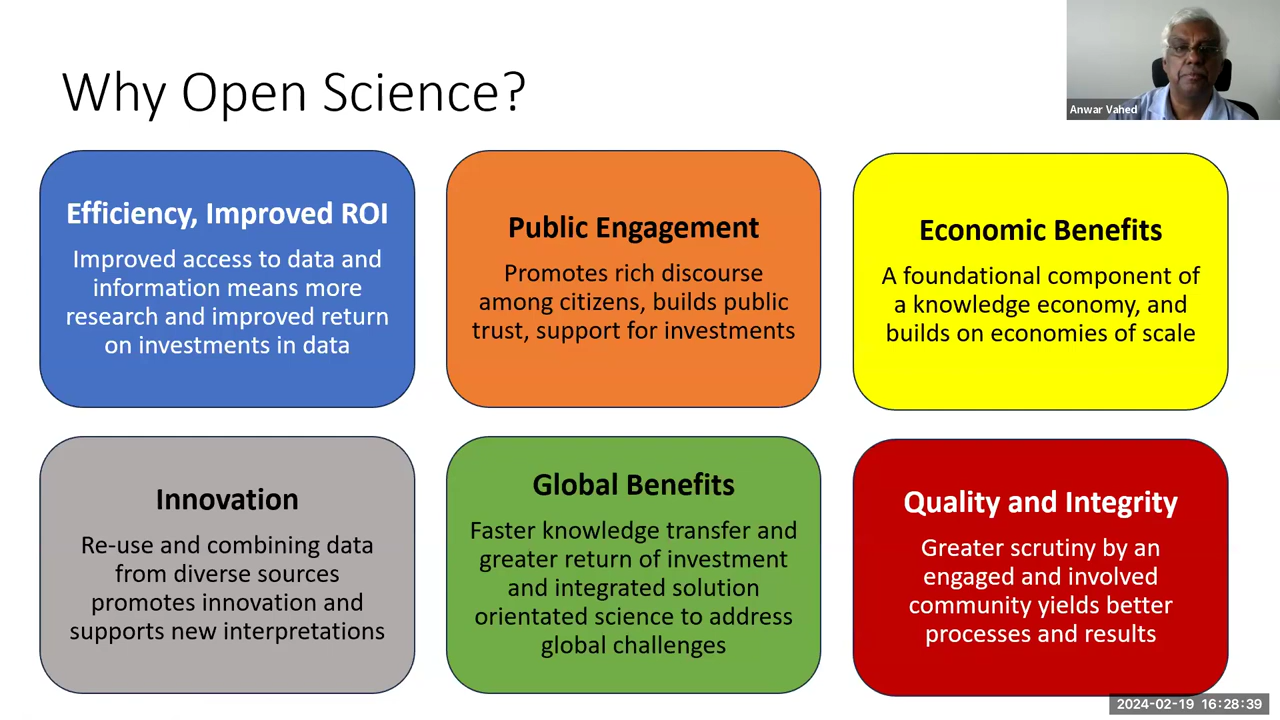 Why Open Science?
Anwar Vahed
Efficiency, Improved ROI
Improved access to data and
information means more
research and improved return
on investments in data
Public Engagement
Promotes rich discourse
among citizens, builds public
trust, support for investments
Economic Benefits
A foundational component of
a knowledge economy, and
builds on economies of scale
Innovation
Re-use and combining data
from diverse sources
promotes innovation and
supports new interpretations
Global Benefits
Faster knowledge transfer and
greater return of investment
and integrated solution
orientated science to address
global challenges
Quality and Integrity
Greater scrutiny by an
engaged and involved
community yields better
processes and results
2024-02-19 16:28:39